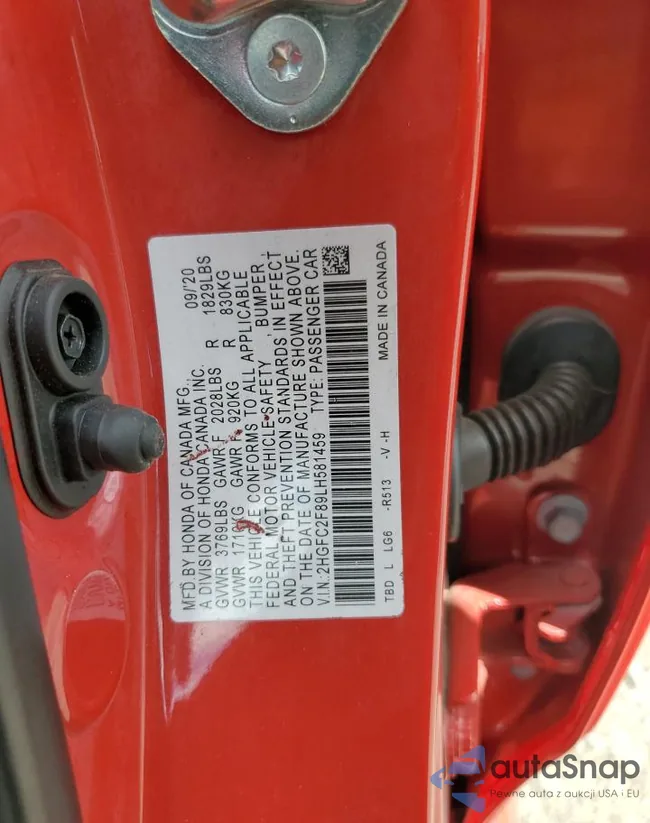 MFD BY HONDA OF CANADA MFG., 09/20
A DIVISION OF HONDA CANADA INC.
GVWR 3769LBS GAWR F 2028LBS R 1829LBS
GVWR 1710KG GAWR F 920KG R 830KG
THIS VEHICLE CONFORMS TO ALL APPLICABLE
FEDERAL MOTOR VEHICLE SAFETY, BUMPER,
AND THEFT PREVENTION STANDARDS IN EFFECT
ON THE DATE OF MANUFACTURE SHOWN ABOVE.
V.I.N.:2HGFC2F89LH581459 TYPE: PASSENGER CAR
TBD L LG6 -R513 -V-H MADE IN CANADA
autaSnap
Pewne auta z aukcji USA i EU